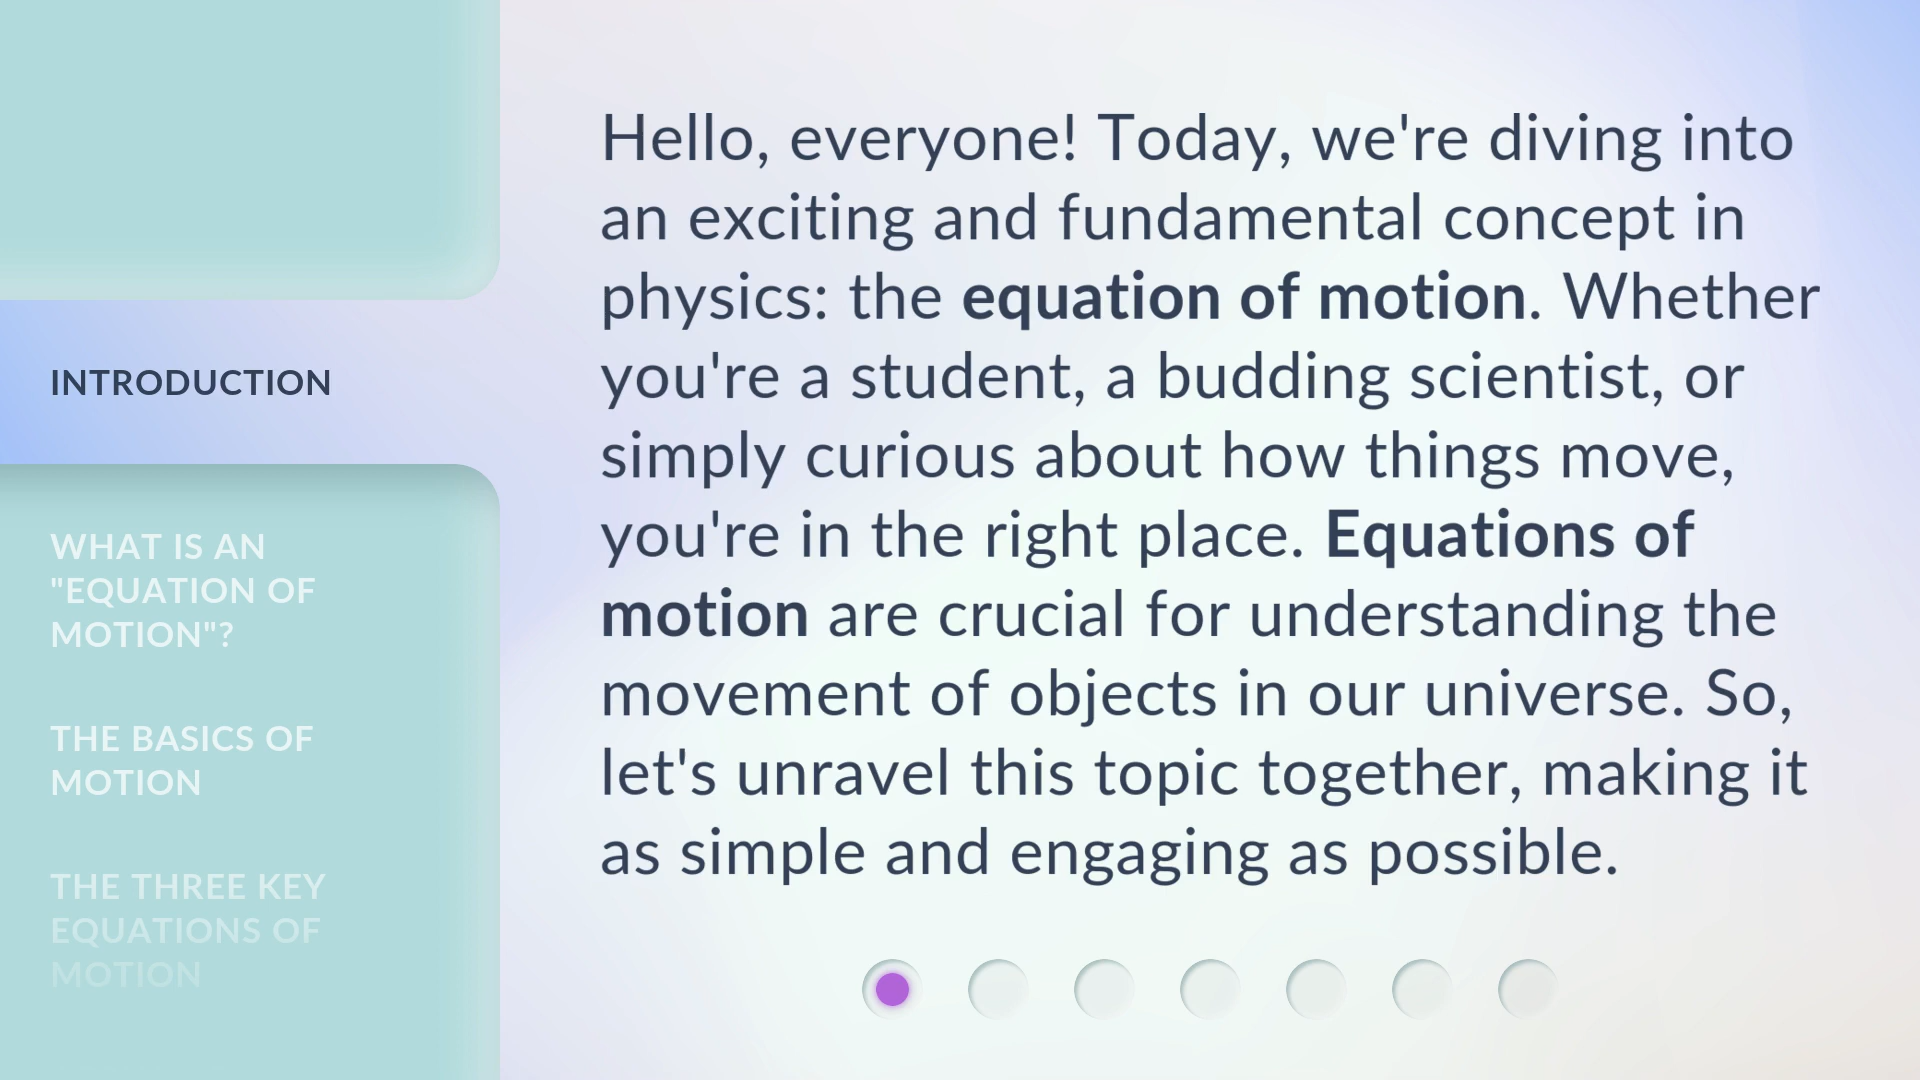 INTRODUCTION
WHAT IS AN
"EQUATION OF
MOTION"?
THE BASICS OF
MOTION
THE THREE KEY
EQUATIONS OF
MOTION
Hello, everyone! Today, we're diving into
an exciting and fundamental concept in
physics: the equation of motion. Whether
you're a student, a budding scientist, or
simply curious about how things move,
you're in the right place. Equations of
motion are crucial for understanding the
movement of objects in our universe. So,
let's unravel this topic together, making it
as simple and engaging as possible.